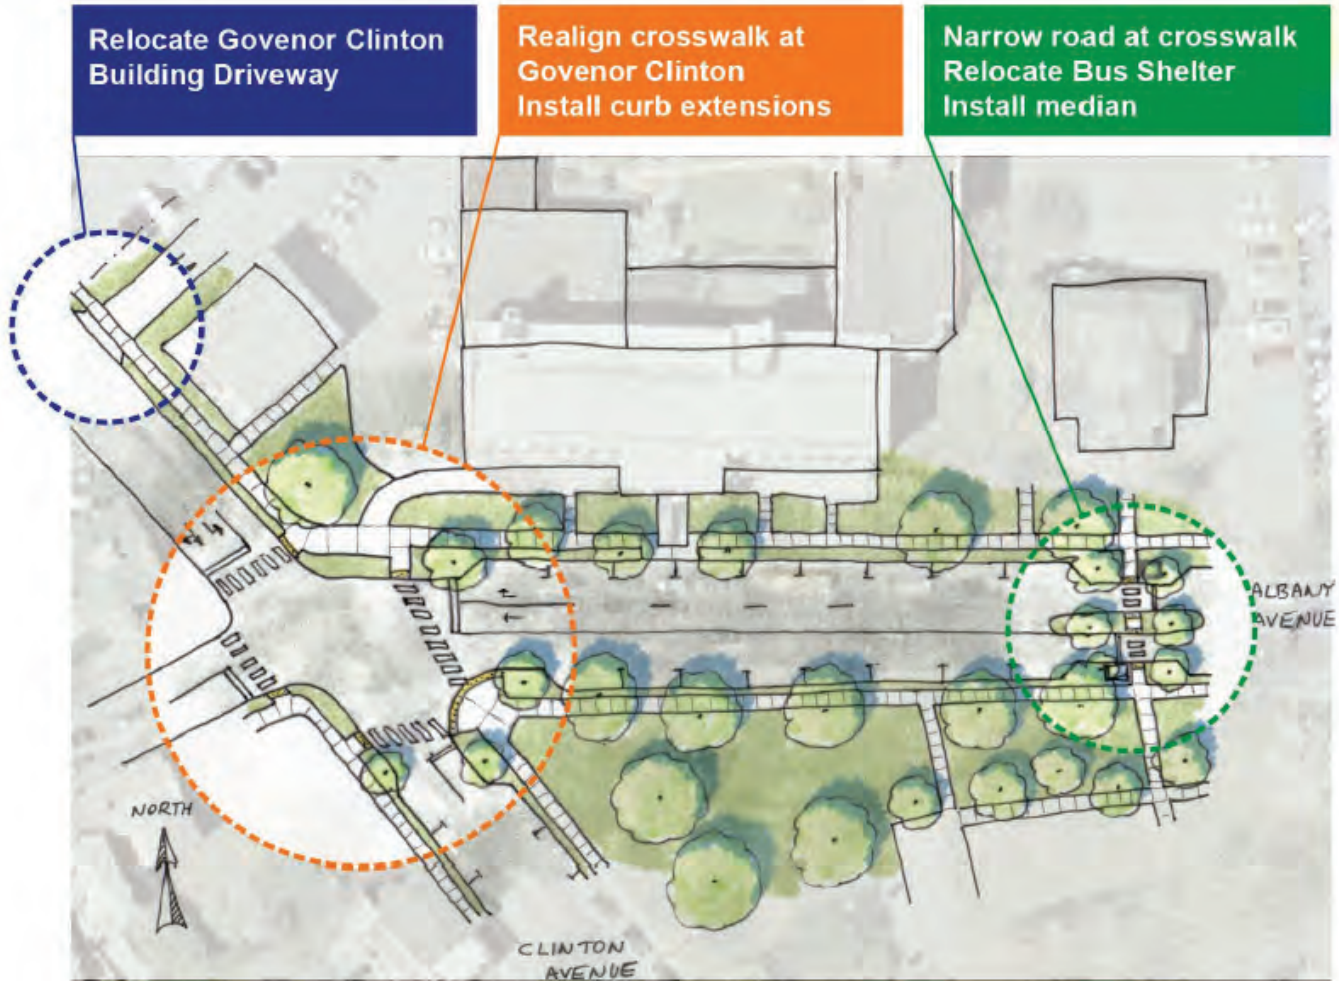 Relocate Govenor Clinton
Building Driveway
Realign crosswalk at
Govenor Clinton
Install curb extensions
Narrow road at crosswalk
Relocate Bus Shelter
Install median
ALBANY
AVENUE
NORTH
CLINTON
AVENUE